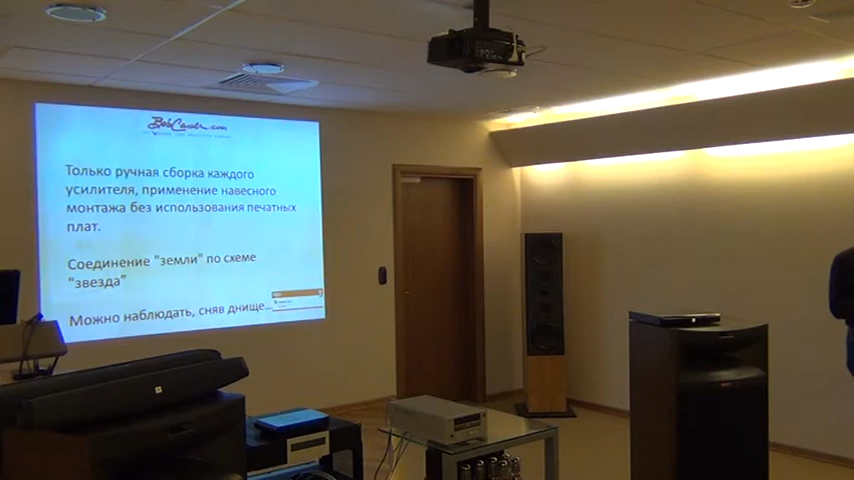 BobCarver.com
Только ручная сборка каждого
усилителя, применение навесного
монтажа без использования печатных
плат.
Соединение "земли" по схеме
"звезда"
Можно наблюдать, сняв днище...